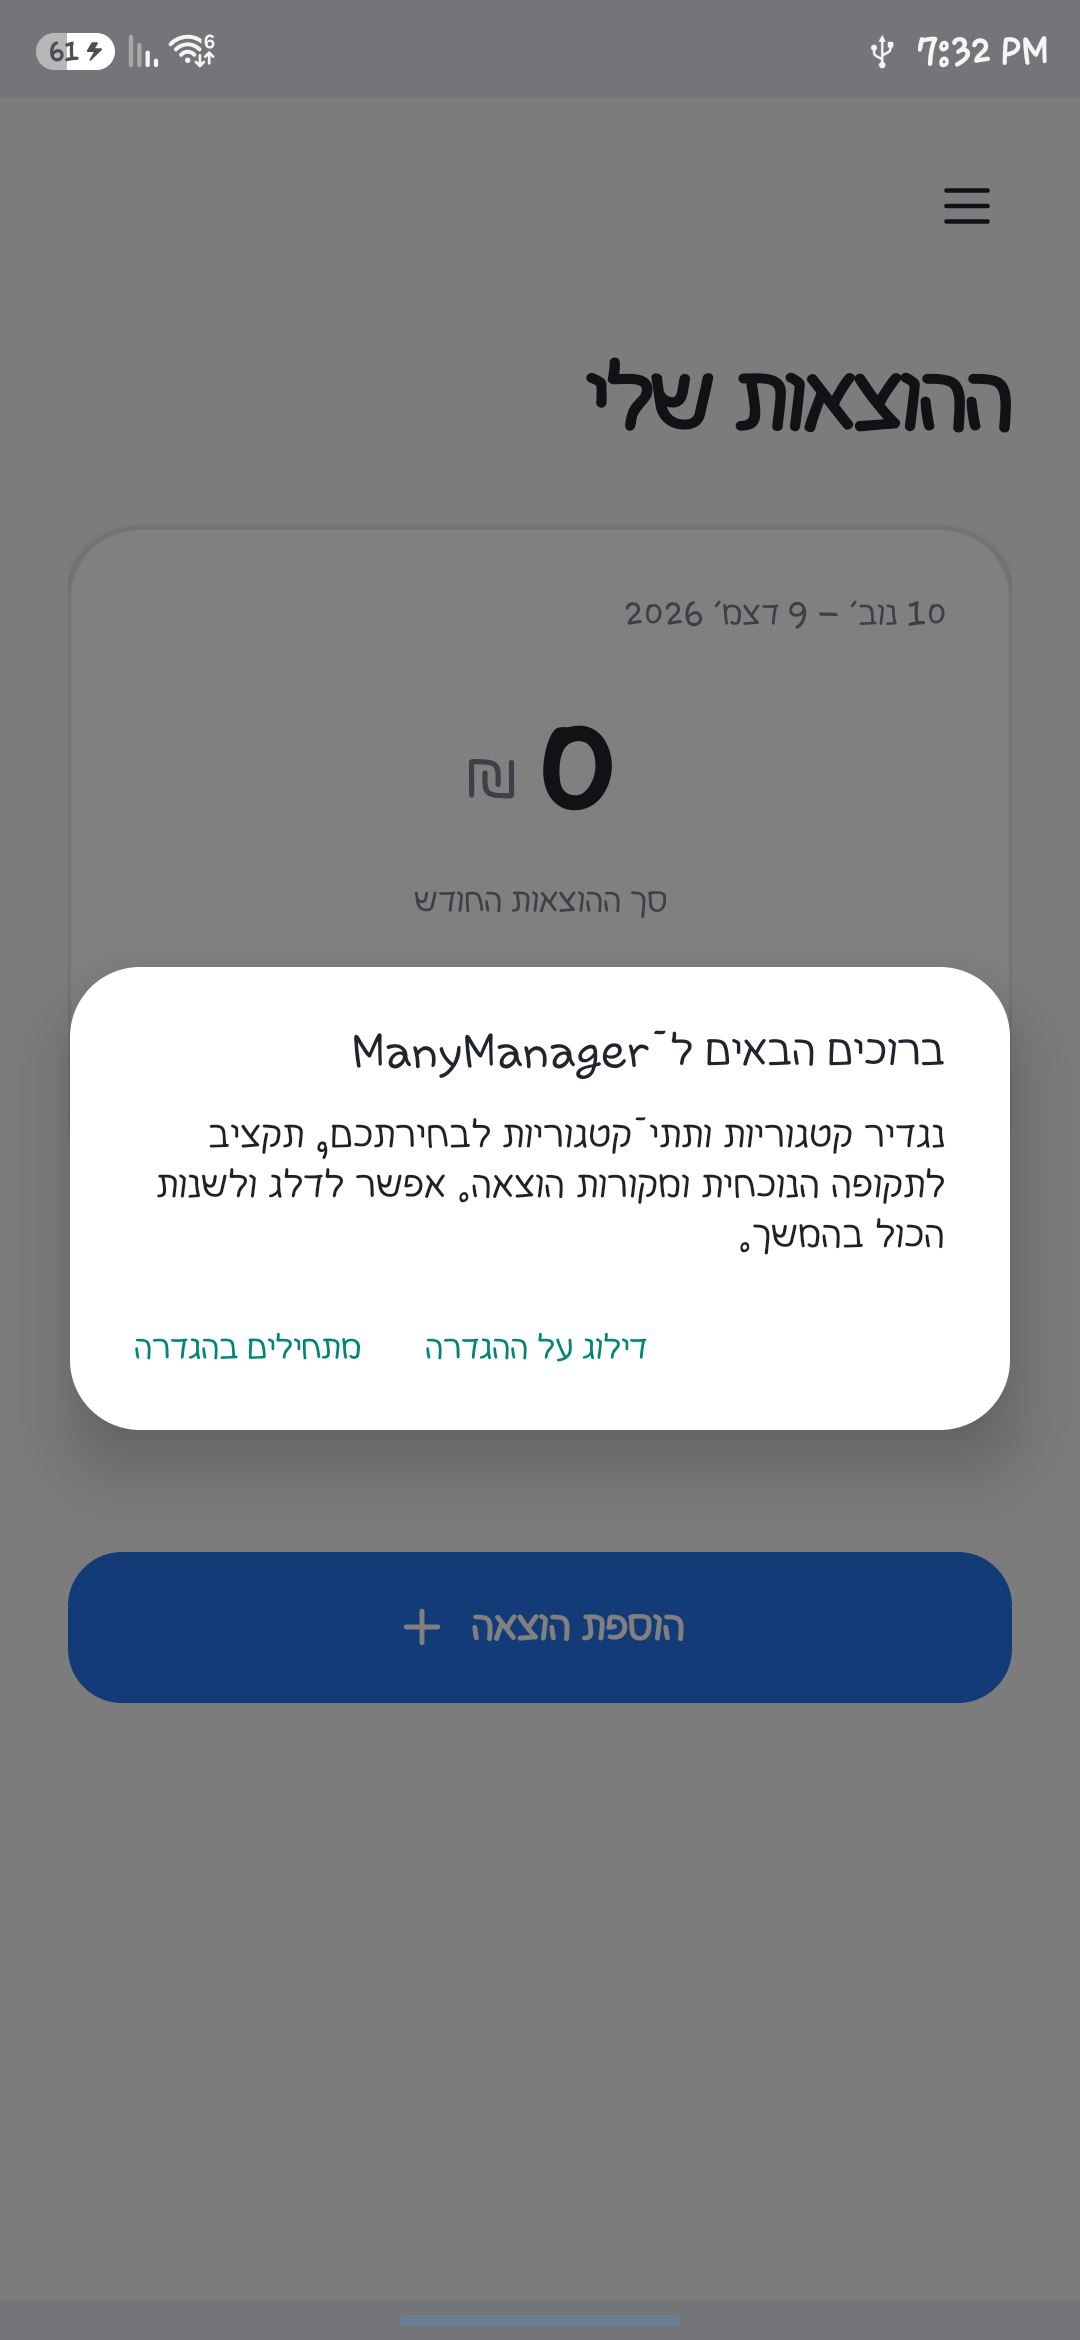 61 6 7:32 PM
ההוצאות שלי
10 נוב׳ – 9 דצמ׳ 2026
0 ₪
סך ההוצאות החודש
ברוכים הבאים ל־ManyManager
נגדיר קטגוריות ותתי־קטגוריות לבחירתכם, תקציב
לתקופה הנוכחית ומקורות הוצאה. אפשר לדלג ולשנות
הכול בהמשך.
דילוג על ההגדרה מתחילים בהגדרה
הוספת הוצאה +